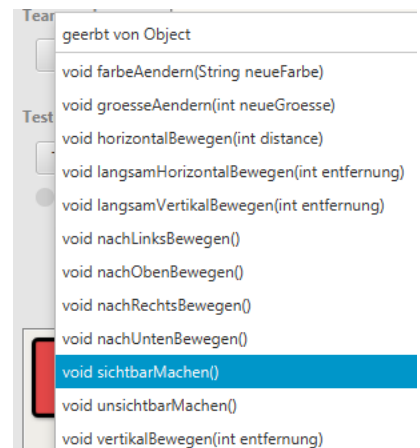 Team
geerbt von Object
void farbeAendern(String neueFarbe)
void groesseAendern(int neueGroesse)
Test
void horizontalBewegen(int distance)
void langsamHorizontalBewegen(int entfernung)
void langsamVertikalBewegen(int entfernung)
void nachLinksBewegen()
void nachObenBewegen()
void nachRechtsBewegen()
void nachUntenBewegen()
void sichtbarMachen()
void unsichtbarMachen()
void vertikalBewegen(int entfernung)